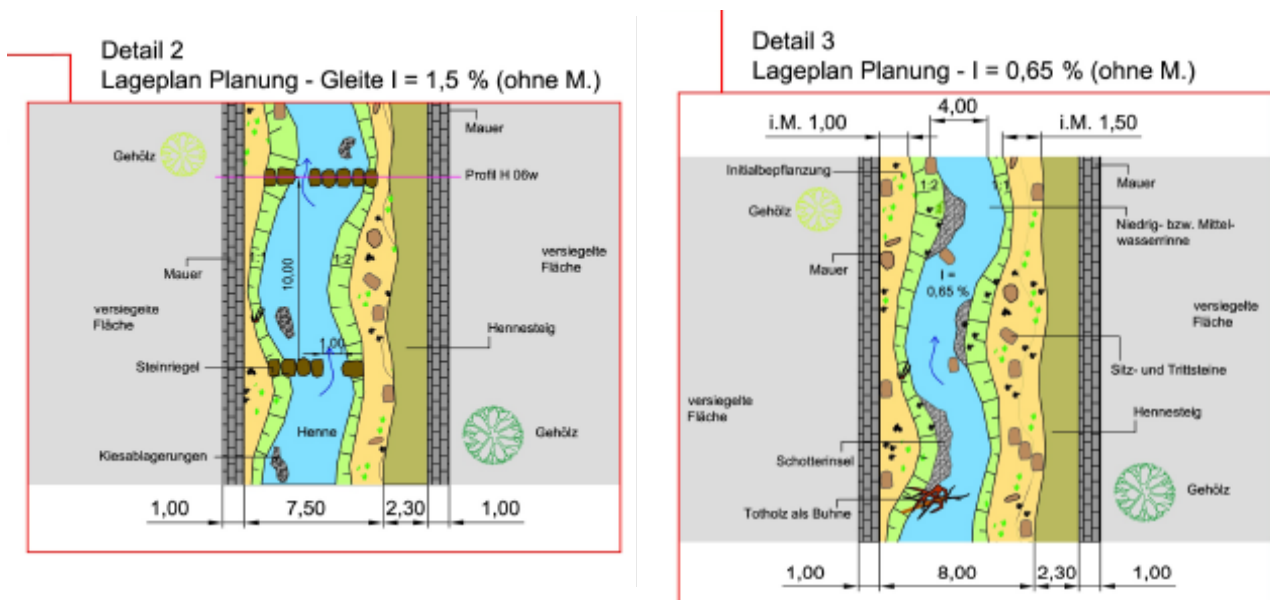 Detail 2
Lageplan Planung - Gleite I = 1,5 % (ohne M.)
Mauer
Gehölz
Profil H 06w
1:1
10,00
1:2
Mauer
versiegelte
Fläche
versiegelte
Fläche
Hennesteig
1,00
Steinriegel
Henne
Gehölz
Kiesablagerungen
1,00
7,50
2,30
1,00
Detail 3
Lageplan Planung - I = 0,65 % (ohne M.)
4,00
i.M. 1,00
i.M. 1,50
Initialbepflanzung
1:2
1:1
Mauer
Gehölz
Niedrig- bzw. Mittel-
wasserrinne
Mauer
I =
0,65 %
versiegelte
Fläche
Sitz- und Trittsteine
versiegelte
Fläche
Hennesteig
Schotterinsel
Gehölz
Totholz als Buhne
1,00
8,00
2,30
1,00